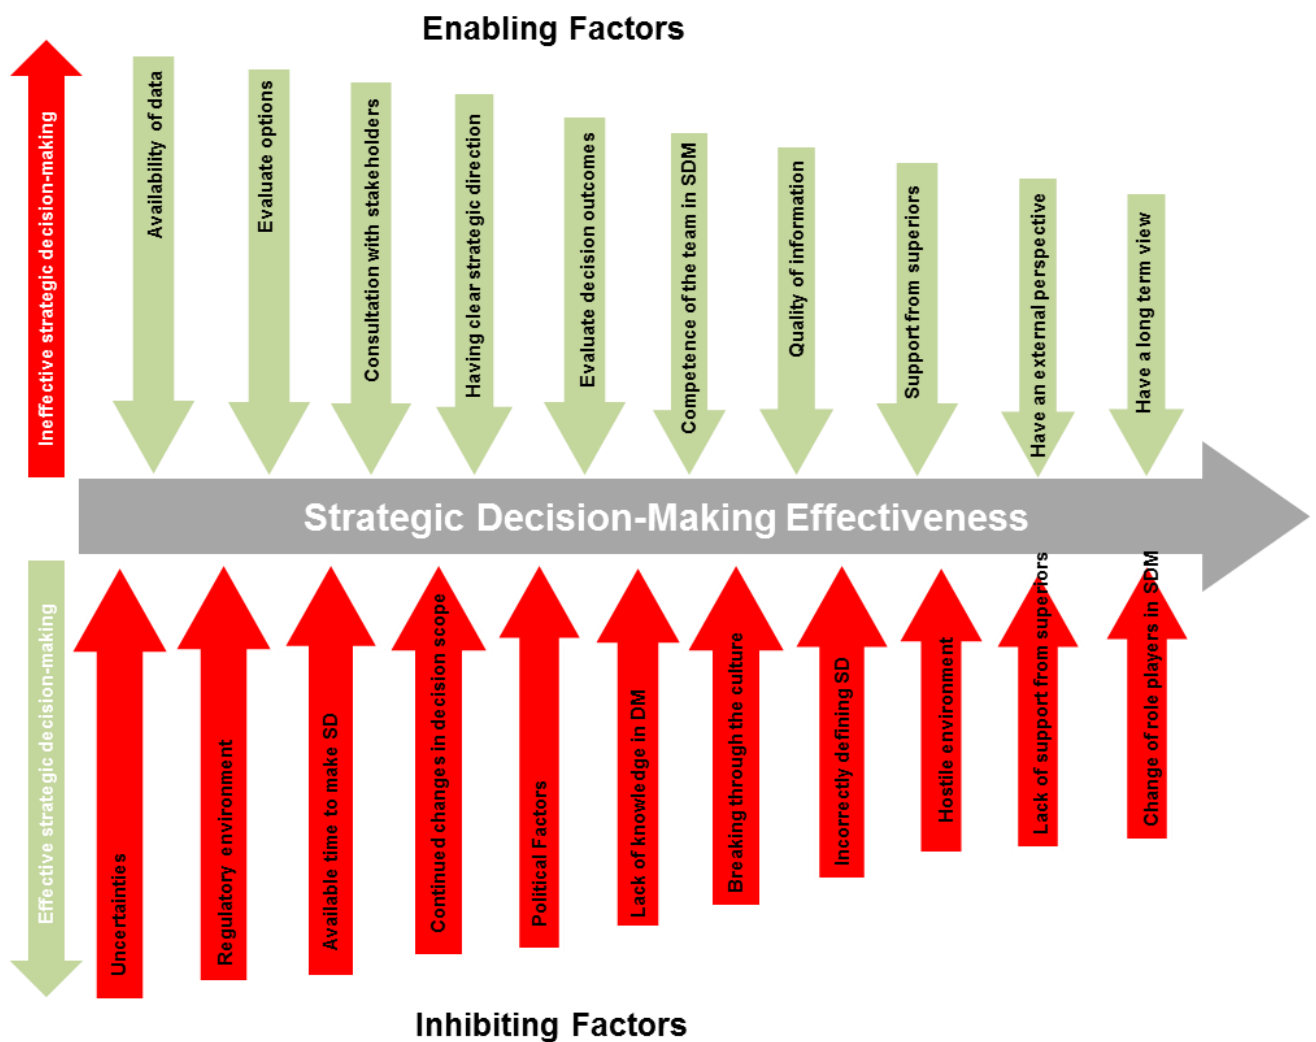 Enabling Factors
Ineffective strategic decision-making
Availability of data
Evaluate options
Consultation with stakeholders
Having clear strategic direction
Evaluate decision outcomes
Competence of the team in SDM
Quality of information
Support from superiors
Have an external perspective
Have a long term view
Strategic Decision-Making Effectiveness
Effective strategic decision-making
Uncertainties
Regulatory environment
Available time to make SD
Continued changes in decision scope
Political Factors
Lack of knowledge in DM
Breaking through the culture
Incorrectly defining SD
Hostile environment
Lack of support from superiors
Change of role players in SDM
Inhibiting Factors